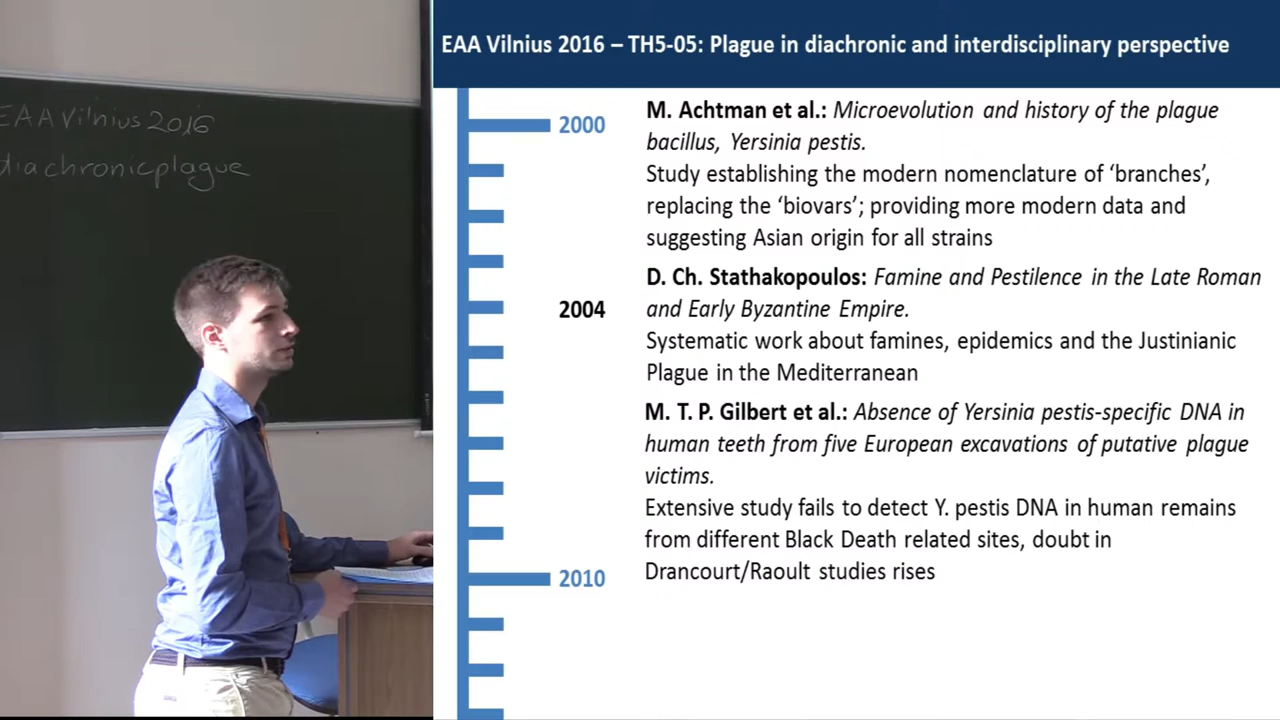 EAA Vilnius 2016 – TH5-05: Plague in diachronic and interdisciplinary perspective
EAA Vilnius 2016
diachronicplague
2000
M. Achtman et al.: Microevolution and history of the plague
bacillus, Yersinia pestis.
Study establishing the modern nomenclature of ‘branches’,
replacing the ‘biovars’; providing more modern data and
suggesting Asian origin for all strains
2004
D. Ch. Stathakopoulos: Famine and Pestilence in the Late Roman
and Early Byzantine Empire.
Systematic work about famines, epidemics and the Justinianic
Plague in the Mediterranean
M. T. P. Gilbert et al.: Absence of Yersinia pestis-specific DNA in
human teeth from five European excavations of putative plague
victims.
Extensive study fails to detect Y. pestis DNA in human remains
from different Black Death related sites, doubt in
Drancourt/Raoult studies rises
2010